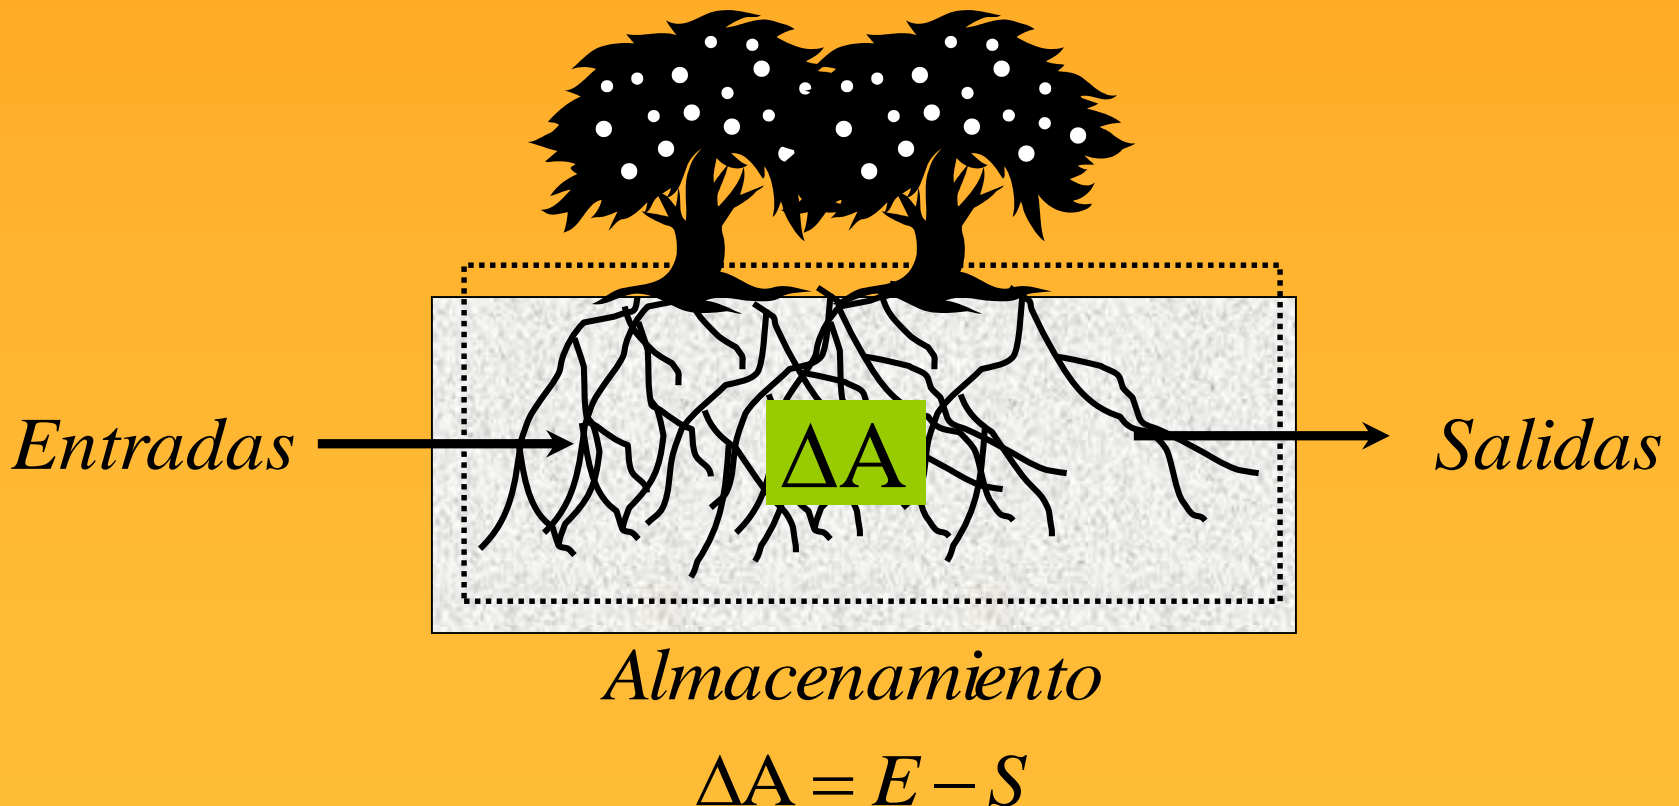 Entradas
ΔA
Salidas
Almacenamiento
ΔA = E − S